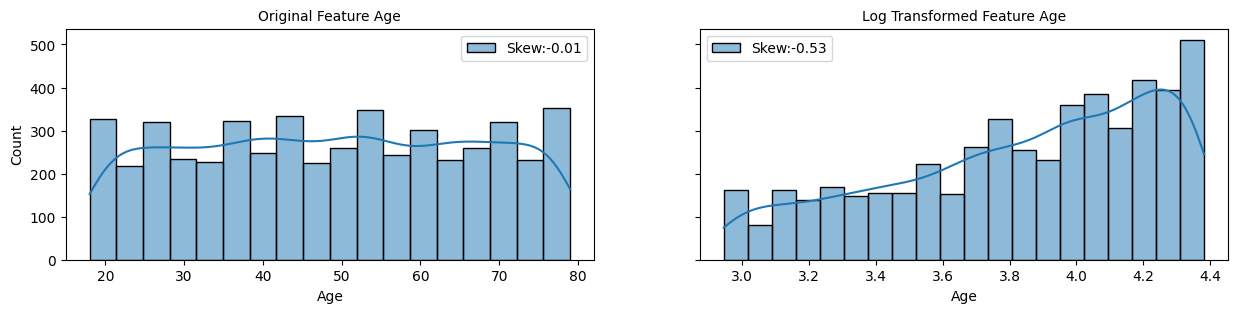 Original Feature Age
Skew:-0.01
500
400
300
200
100
0
Count
20 30 40 50 60 70 80
Age
Log Transformed Feature Age
Skew:-0.53
3.0 3.2 3.4 3.6 3.8 4.0 4.2 4.4
Age